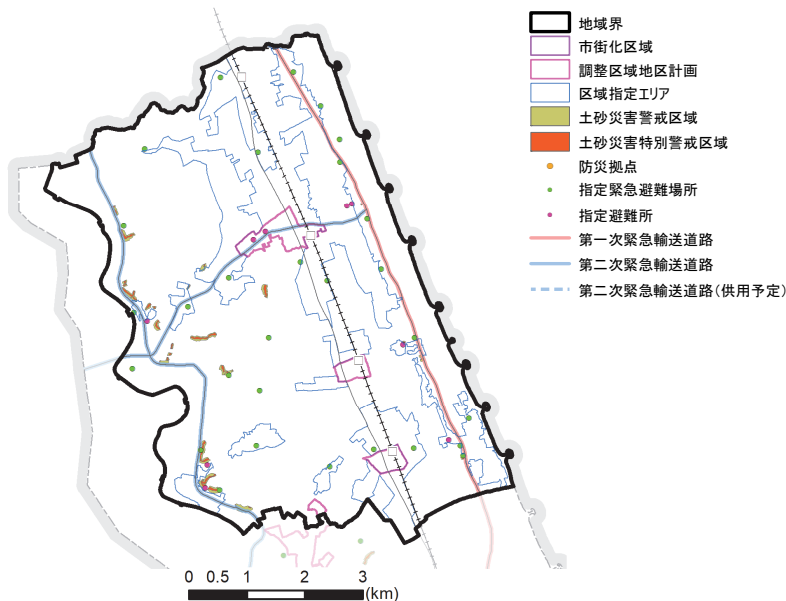 地域界
市街化区域
調整区域地区計画
区域指定エリア
土砂災害警戒区域
土砂災害特別警戒区域
防災拠点
指定緊急避難場所
指定避難所
第一次緊急輸送道路
第二次緊急輸送道路
第二次緊急輸送道路(供用予定)
0 0.5 1 2 3
(km)